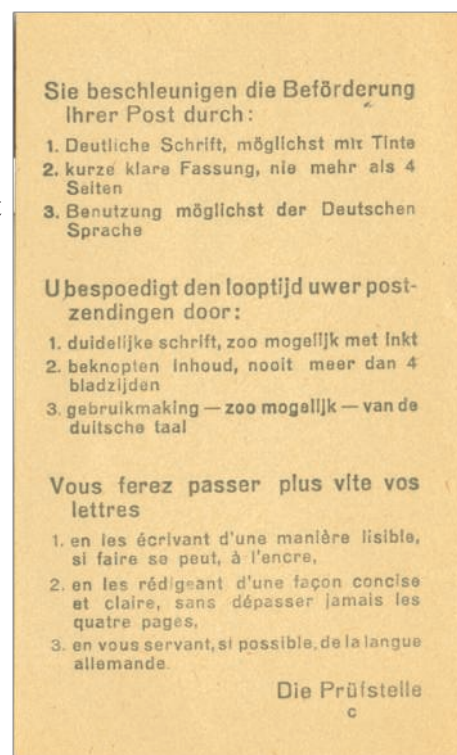 Sie beschleunigen die Beförderung
Ihrer Post durch:
1. Deutliche Schrift, möglichst mit Tinte
2. kurze klare Fassung, nie mehr als 4
Seiten
3. Benutzung möglichst der Deutschen
Sprache
U bespoedigt den looptijd uwer post-
zendingen door:
1. duidelijke schrift, zoo mogelijk met inkt
2. beknopten inhoud, nooit meer dan 4
bladzijden
3. gebruikmaking — zoo mogelijk — van de
duitsche taal
Vous ferez passer plus vite vos
lettres
1. en les écrivant d'une manière lisible,
si faire se peut, à l'encre,
2. en les rédigeant d'une façon concise
et claire, sans dépasser jamais les
quatre pages,
3. en vous servant, si possible, de la langue
allemande.
Die Prüfstelle
c